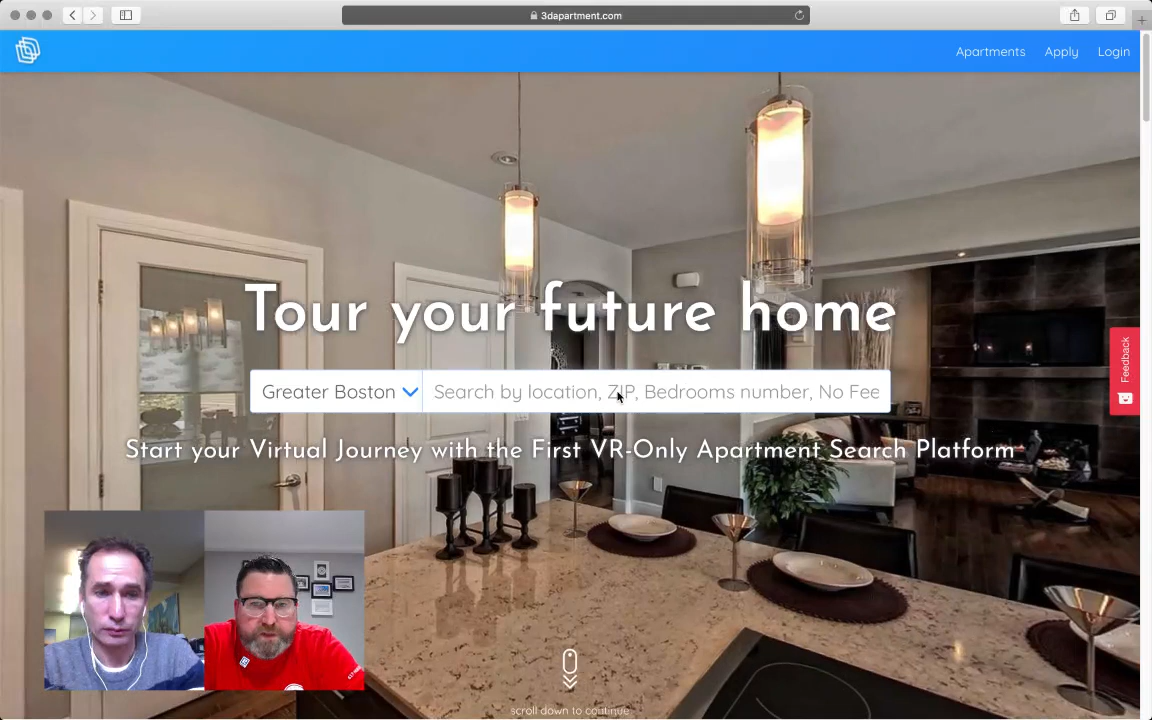 3dapartment.com
Apartments Apply Login
Tour your future home
Greater Boston Search by location, ZIP, Bedrooms number, No Fee
Start your Virtual Journey with the First VR-Only Apartment Search Platform
Feedback
scroll down to continue